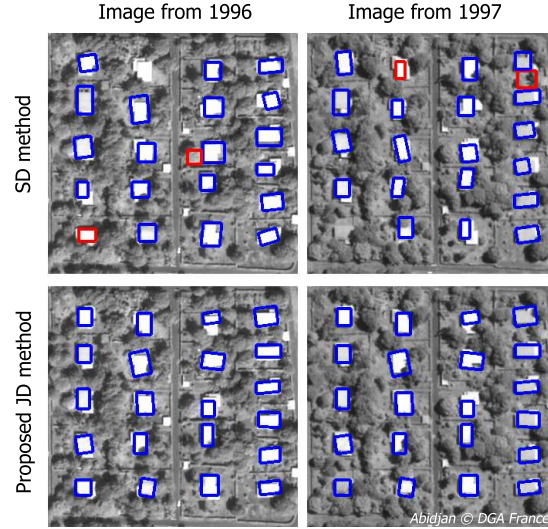 Image from 1996
Image from 1997
SD method
Proposed JD method
Abidjan © DGA France